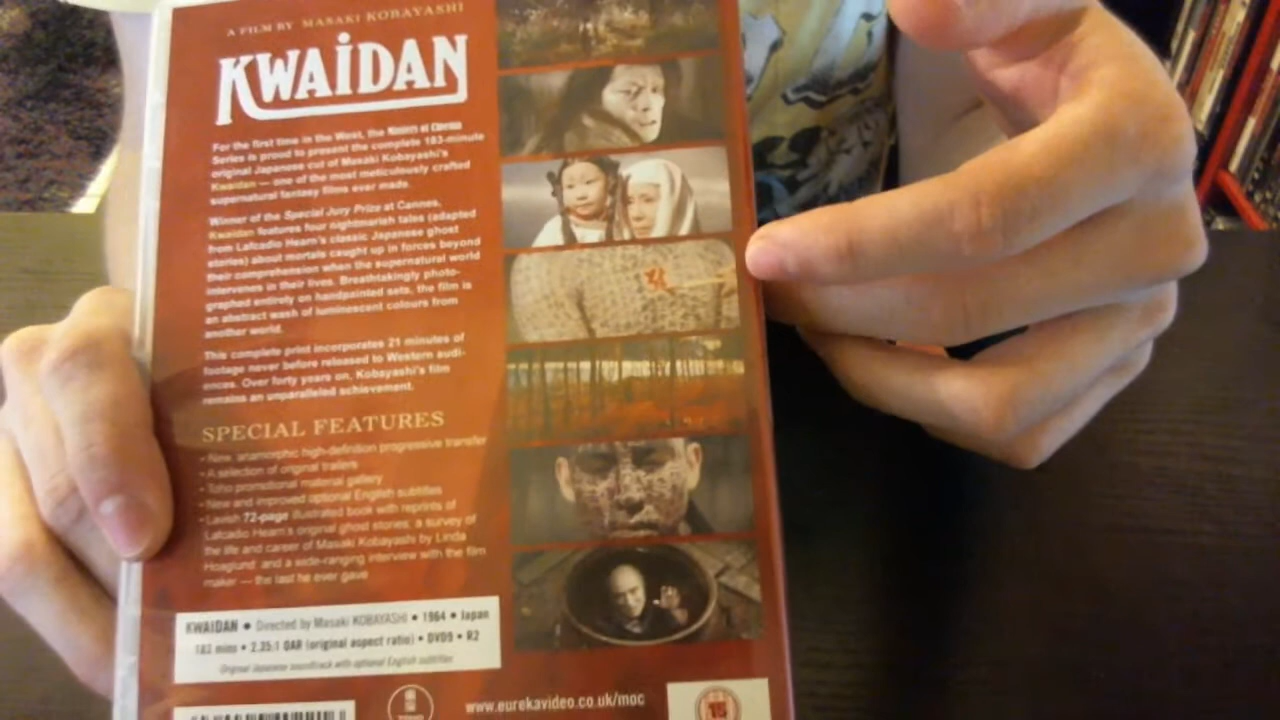 A FILM BY MASAKI KOBAYASHI
KWAIDAN
For the first time in the West, the Masters of Cinema
Series is proud to present the complete 183-minute
original Japanese cut of Masaki Kobayashi's
Kwaidan — one of the most meticulously crafted
supernatural fantasy films ever made.
Winner of the Special Jury Prize at Cannes,
Kwaidan features four nightmarish tales (adapted
from Lafcadio Hearn's classic Japanese ghost
stories) about mortals caught up in forces beyond
their comprehension when the supernatural world
intervenes in their lives. Breathtakingly photo-
graphed entirely on handpainted sets, the film is
an abstract wash of luminescent colours from
another world.
This complete print incorporates 21 minutes of
footage never before released to Western audi-
ences. Over forty years on, Kobayashi's film
remains an unparalleled achievement.
SPECIAL FEATURES
• New, anamorphic high-definition progressive transfer
• A selection of original trailers
• Toho promotional material gallery
• New and improved optional English subtitles
• Lavish 72-page illustrated book with reprints of
Lafcadio Hearn's original ghost stories; a survey of
the life and career of Masaki Kobayashi by Linda
Hoaglund; and a wide-ranging interview with the film
maker — the last he ever gave
KWAIDAN • Directed by Masaki KOBAYASHI • 1964 • Japan
183 mins • 2.35:1 OAR (original aspect ratio) • DVD9 • R2
Original Japanese soundtrack with optional English subtitles
www.eurekavideo.co.uk/moc
15